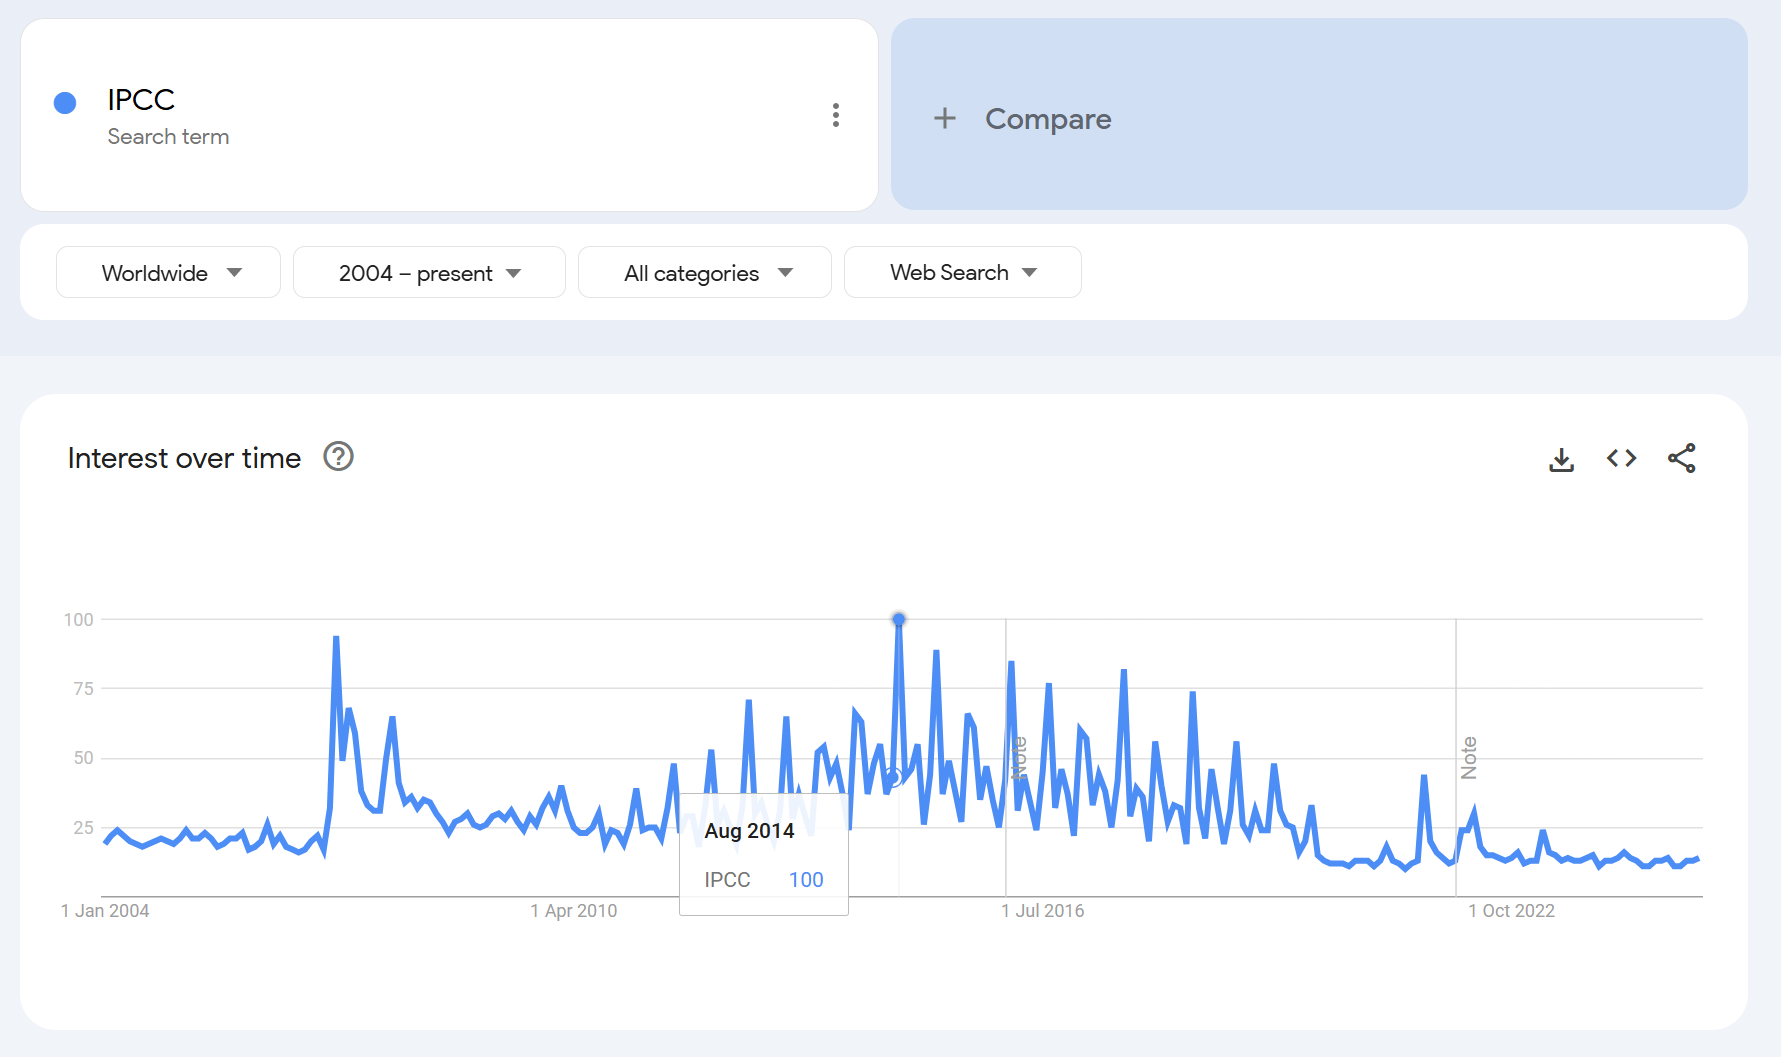 IPCC
Search term
+ Compare
Worldwide
2004 – present
All categories
Web Search
Interest over time ?
100
75
50
25
Note
Note
Aug 2014
IPCC 100
1 Jan 2004
1 Apr 2010
1 Jul 2016
1 Oct 2022